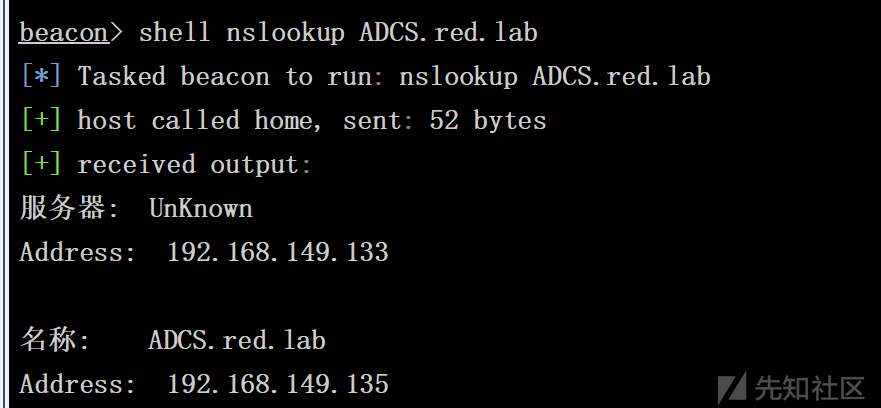 beacon> shell nslookup ADCS.red.lab
[*] Tasked beacon to run: nslookup ADCS.red.lab
[+] host called home, sent: 52 bytes
[+] received output:
服务器:  UnKnown
Address:  192.168.149.133

名称:    ADCS.red.lab
Address:  192.168.149.135
先知社区